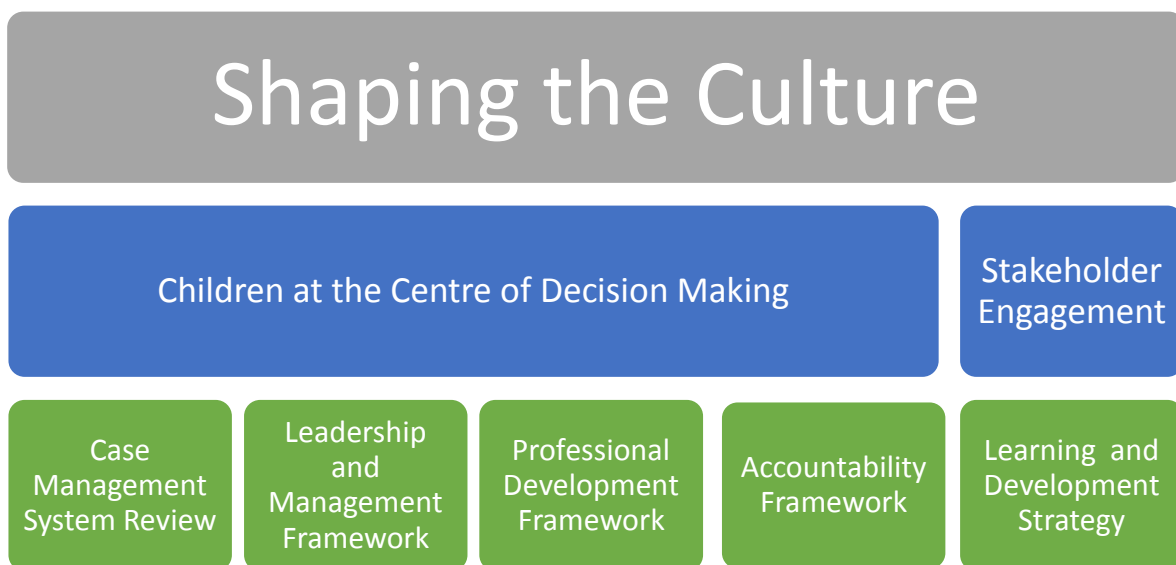 Shaping the Culture
Children at the Centre of Decision Making
Stakeholder
Engagement
Case
Management
System Review
Leadership
and
Management
Framework
Professional
Development
Framework
Accountability
Framework
Learning and
Development
Strategy